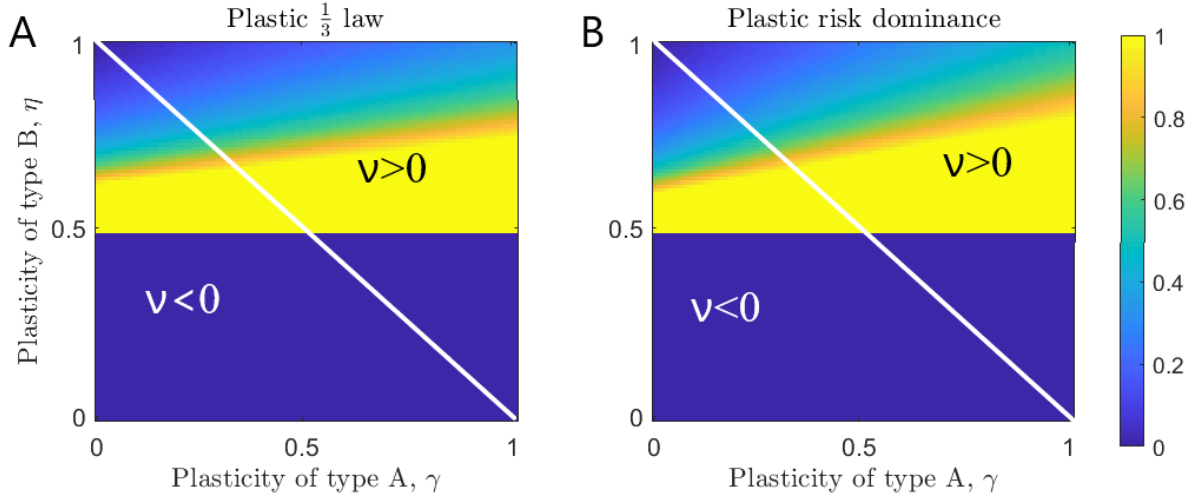 A
Plastic 1/3 law
1
0.5
0
Plasticity of type B, η
ν>0
ν<0
0
0.5
1
Plasticity of type A, γ
B
Plastic risk dominance
1
0.5
0
ν>0
ν<0
0
0.5
1
Plasticity of type A, γ
1
0.8
0.6
0.4
0.2
0